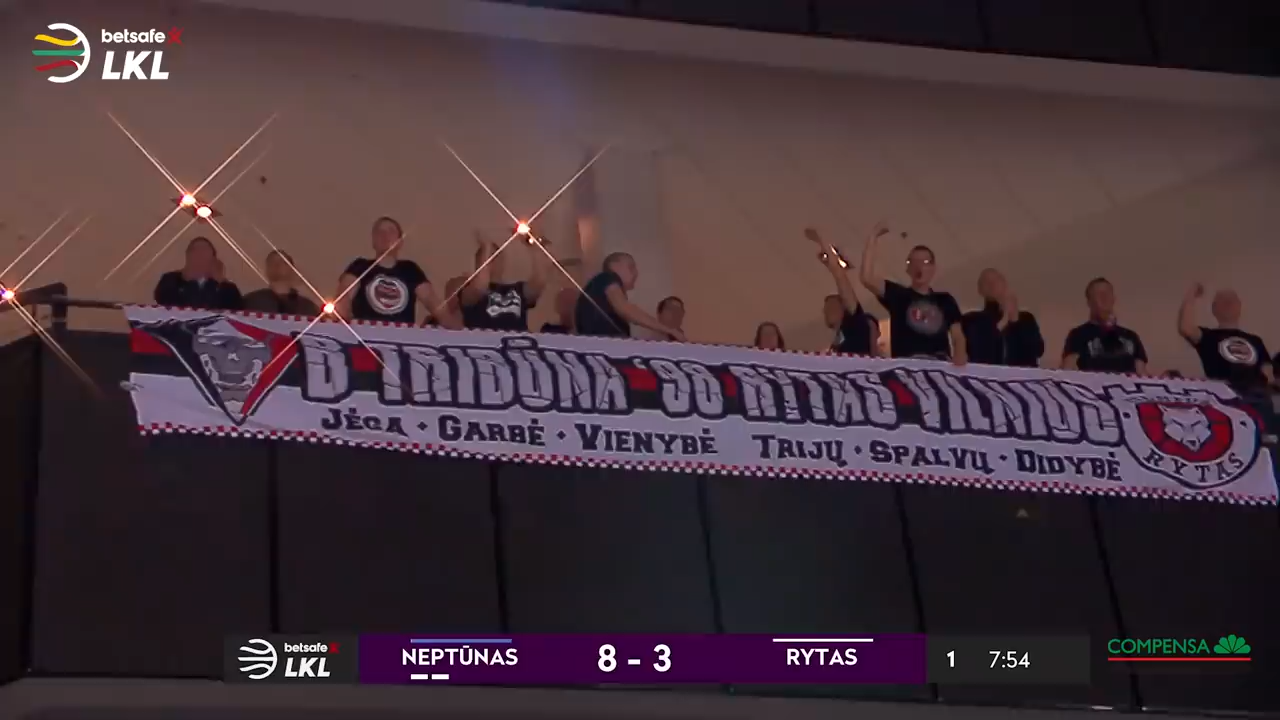 betsafe
LKL
B TRIBŪNA '98 RYTAS VILNIUS
JĖGA · GARBĖ · VIENYBĖ TRIJŲ · SPALVŲ · DIDYBĖ
RYTAS
betsafe
LKL
NEPTŪNAS 8 - 3 RYTAS 1 7:54
COMPENSA